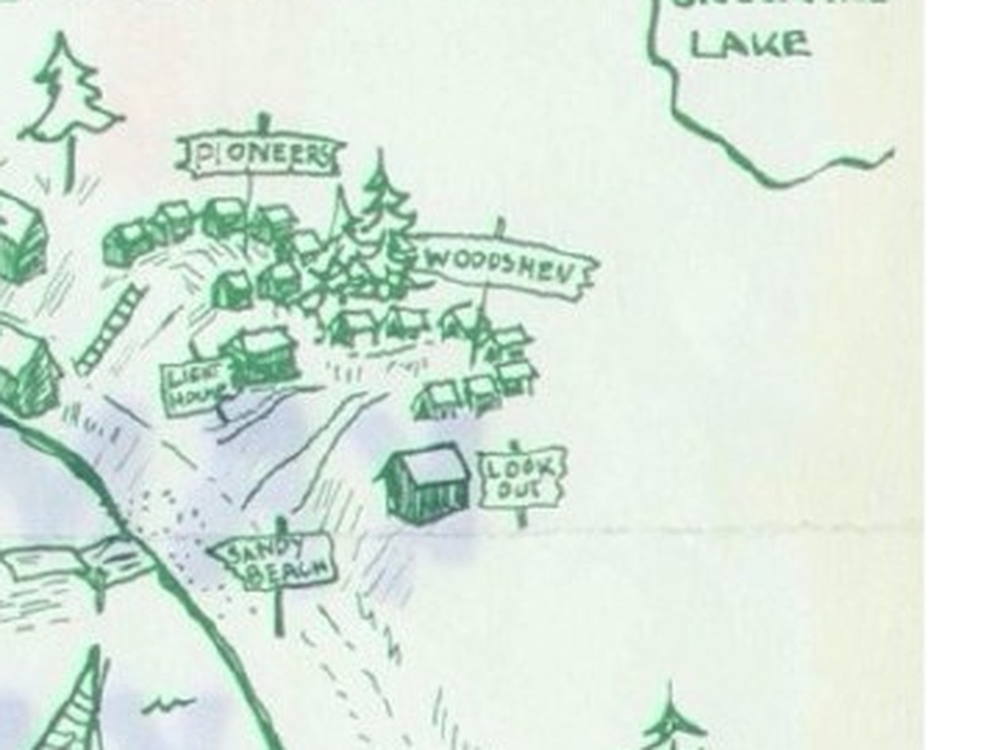 LAKE
PIONEERS
WOODSMEN
LIGHT
HOUSE
LOOK
OUT
SANDY
BEACH